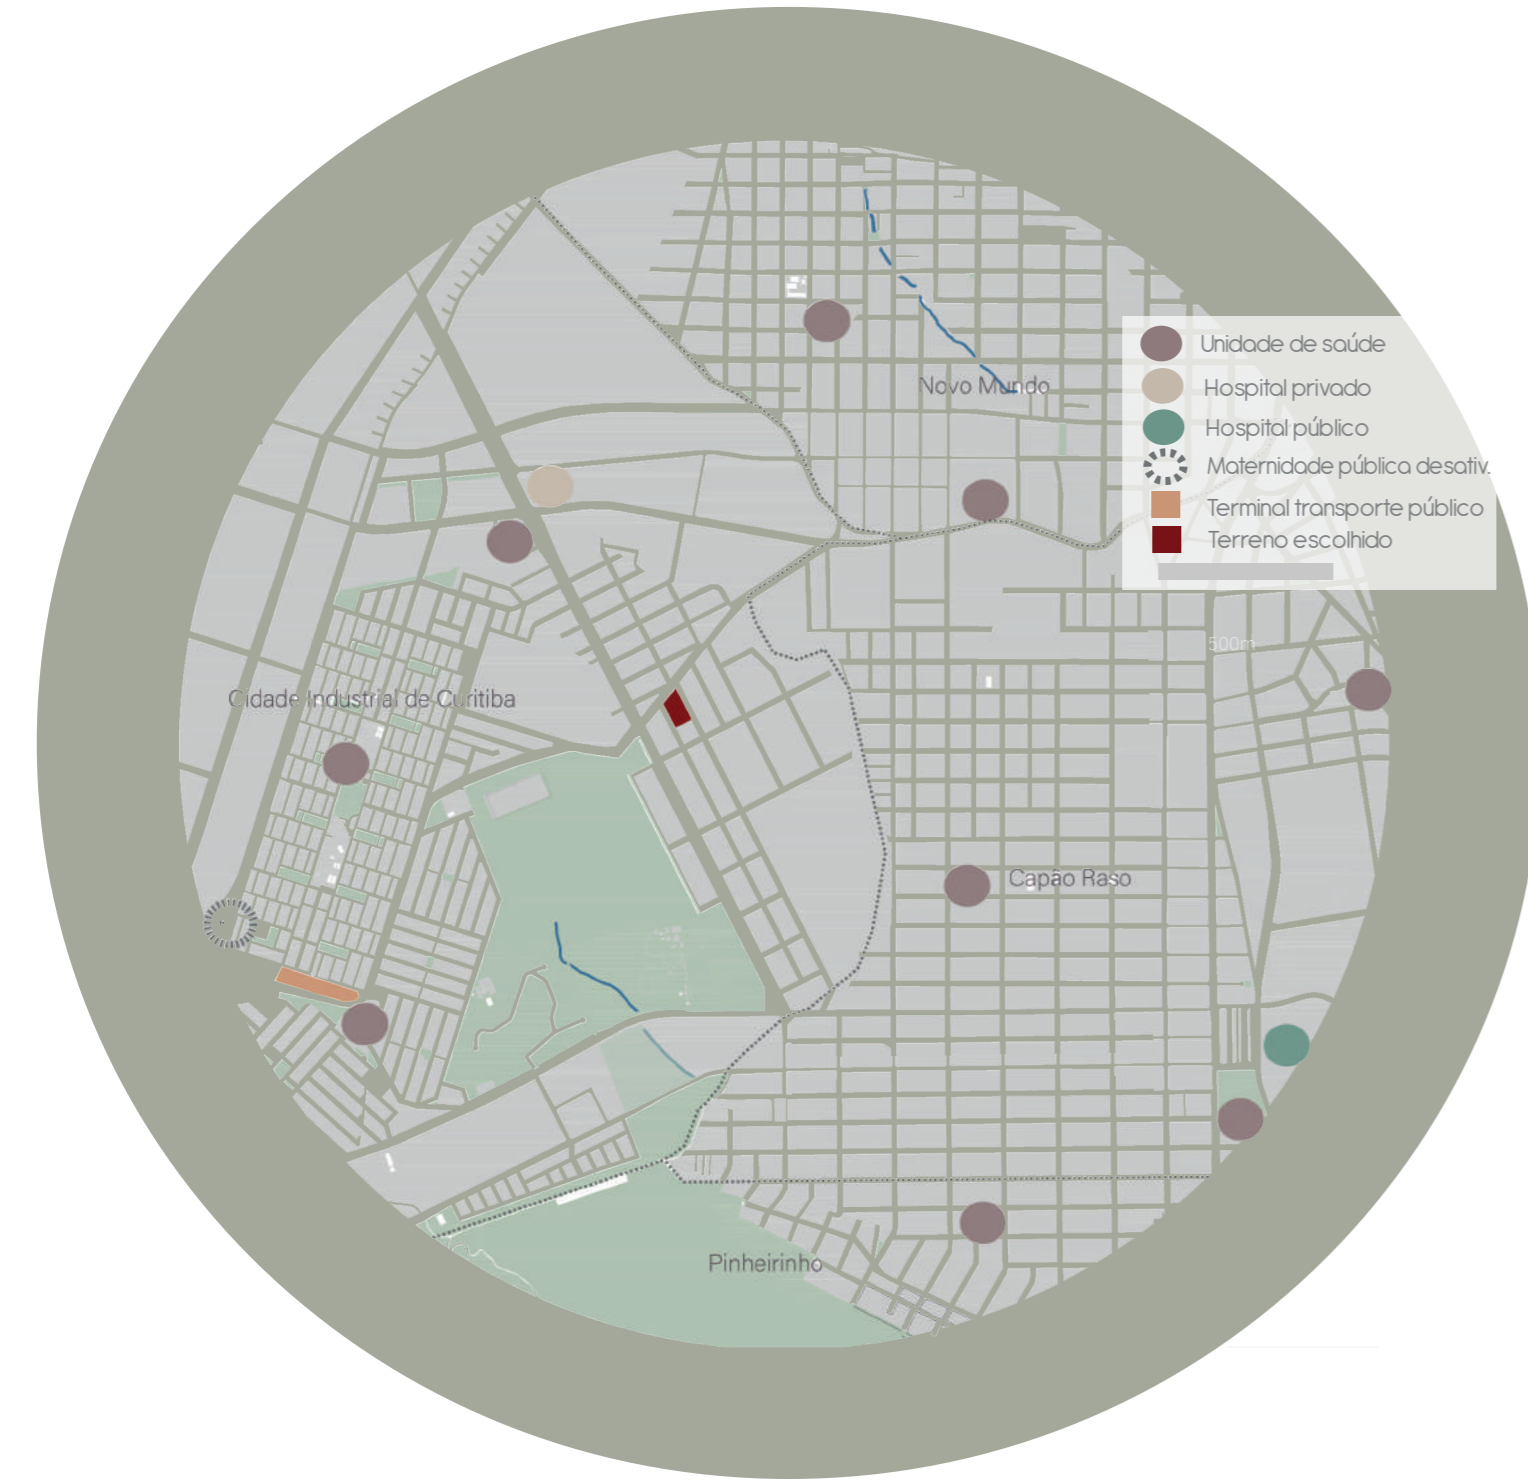 Unidade de saúde
Novo Mundo
Hospital privado
Hospital público
Maternidade pública desativ.
Terminal transporte público
Terreno escolhido
500m
Cidade Industrial de Curitiba
Capão Raso
Pinheirinho